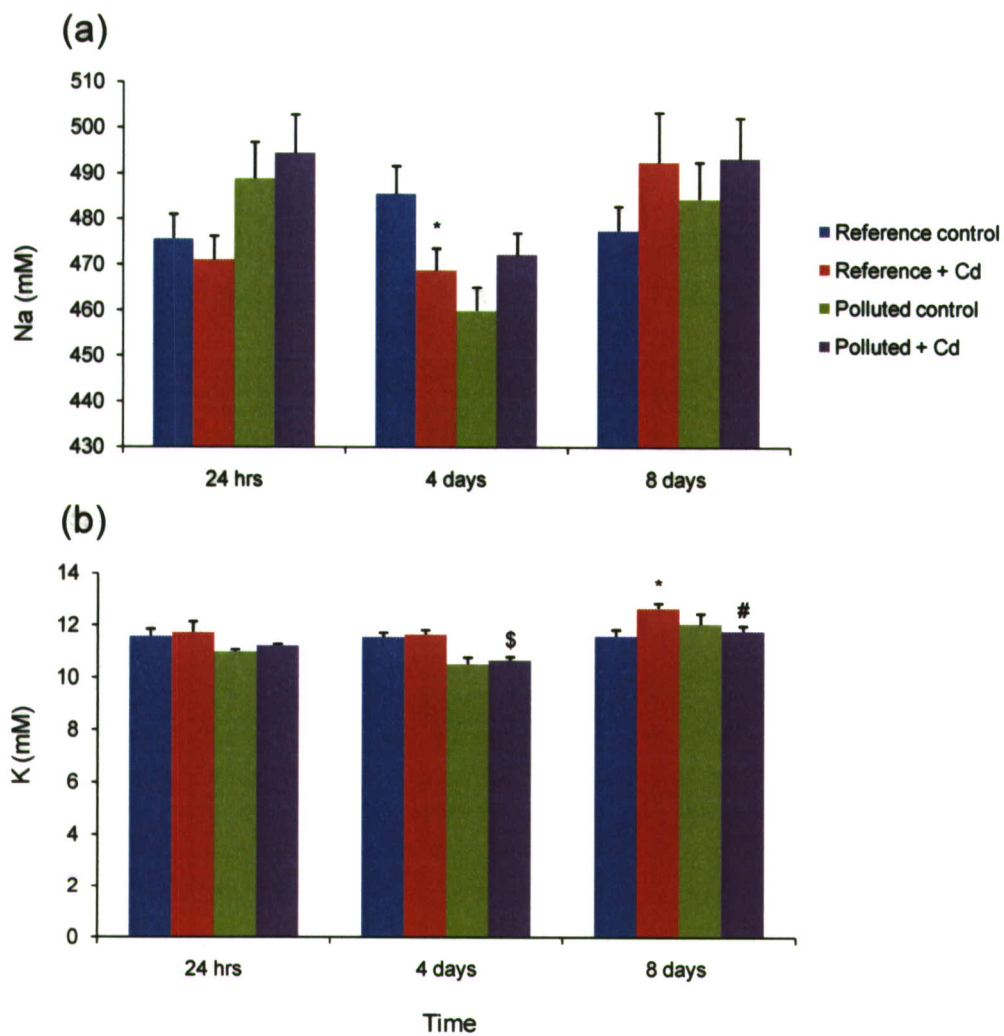 (a)
510
500
490
480
470
460
450
440
430
Na (mM)
*
24 hrs
4 days
8 days
Reference control
Reference + Cd
Polluted control
Polluted + Cd
(b)
14
12
10
8
6
4
2
0
K (mM)
$
*
#
24 hrs
4 days
8 days
Time